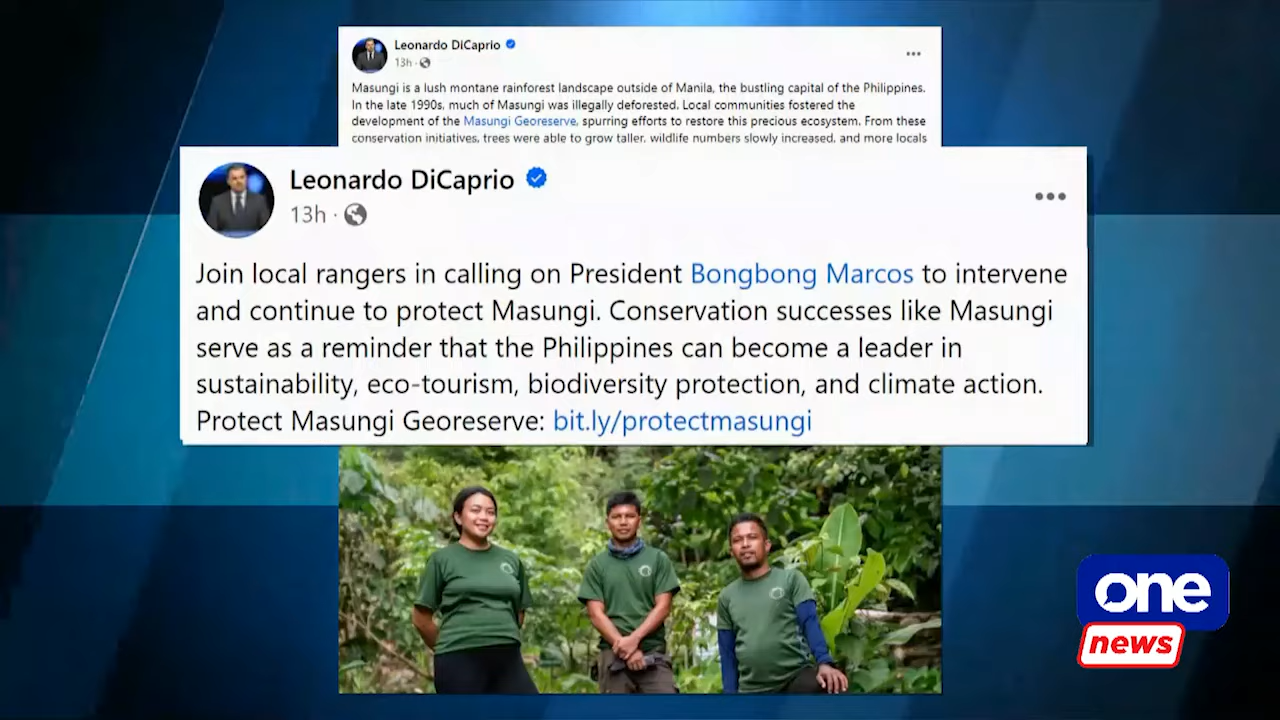 Leonardo DiCaprio
13h ·
Masungi is a lush montane rainforest landscape outside of Manila, the bustling capital of the Philippines.
In the late 1990s, much of Masungi was illegally deforested. Local communities fostered the
development of the Masungi Georeserve, spurring efforts to restore this precious ecosystem. From these
conservation initiatives, trees were able to grow taller, wildlife numbers slowly increased, and more locals
Leonardo DiCaprio
13h ·
Join local rangers in calling on President Bongbong Marcos to intervene
and continue to protect Masungi. Conservation successes like Masungi
serve as a reminder that the Philippines can become a leader in
sustainability, eco-tourism, biodiversity protection, and climate action.
Protect Masungi Georeserve: bit.ly/protectmasungi
one
news